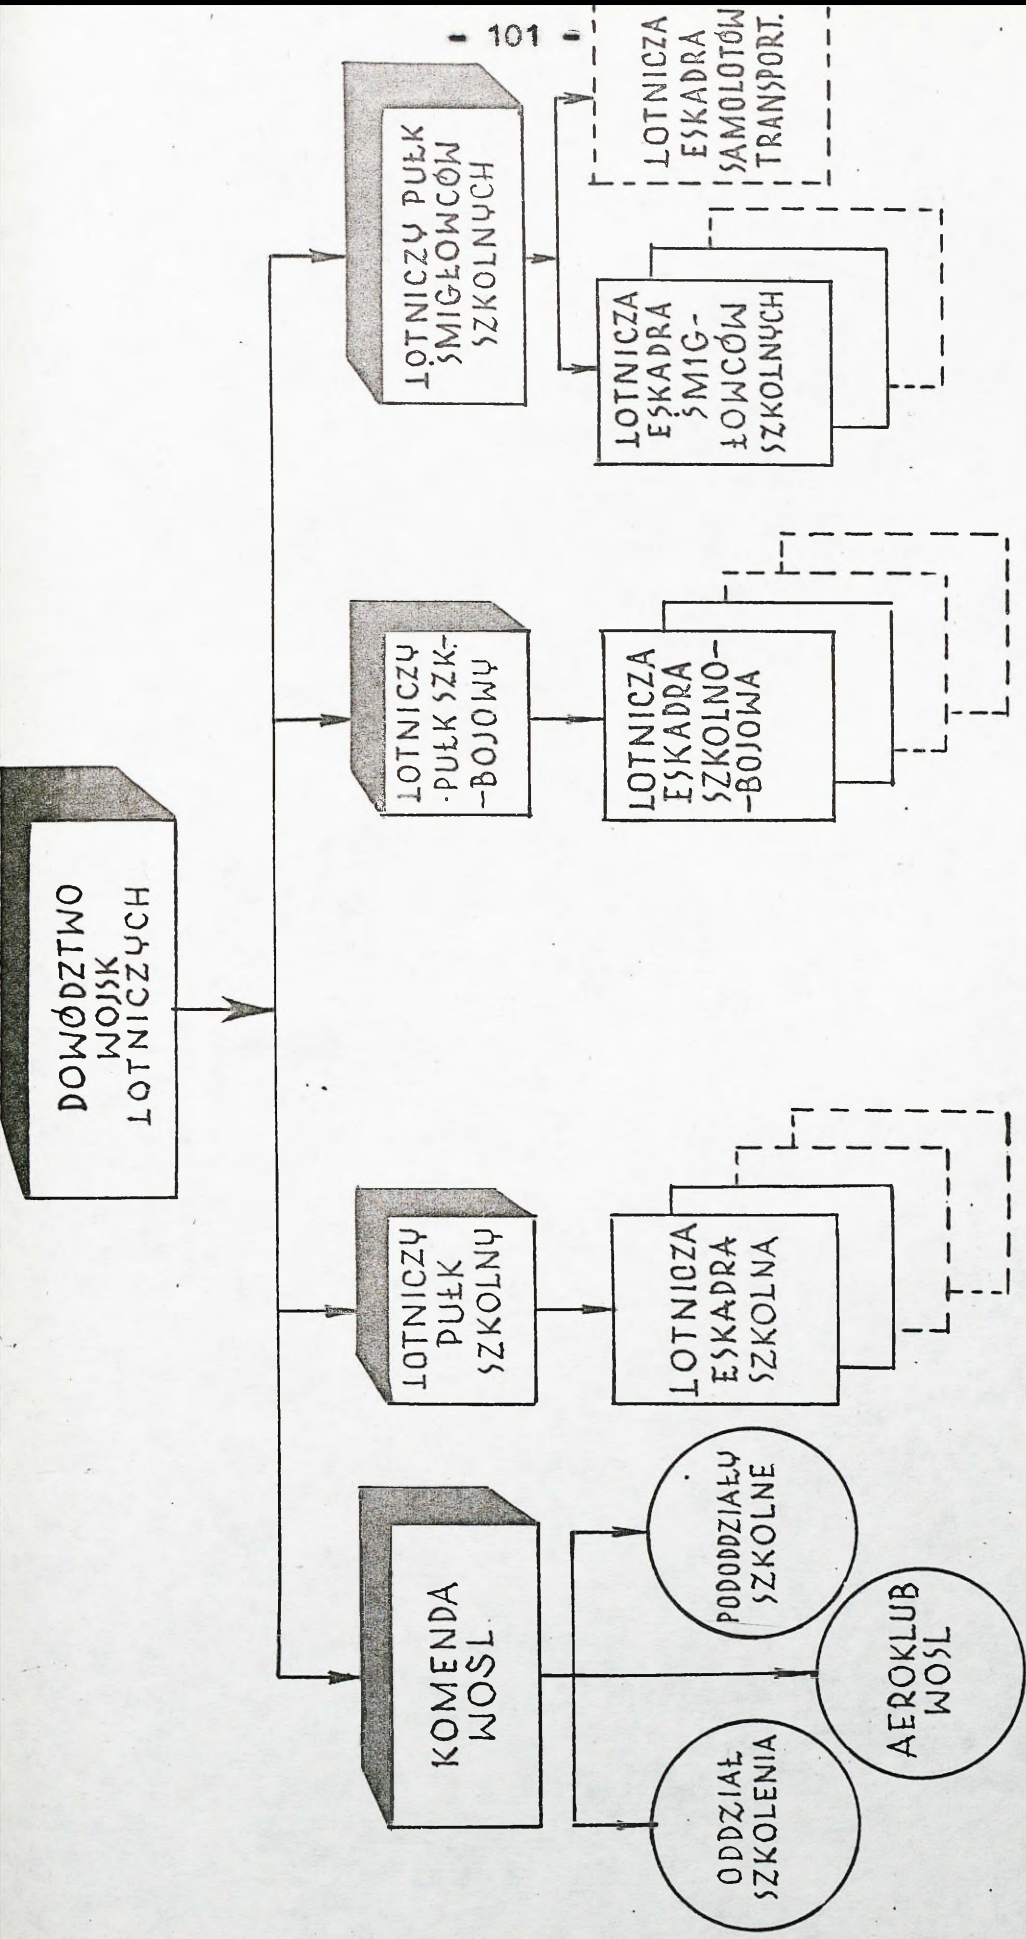 - 101 -
DOWÓDZTWO
WOJSK
LOTNICZYCH
KOMENDA
WOSL
LOTNICZY
PUŁK
SZKOLNY
LOTNICZY
PUŁK SZK.-
-BOJOWY
LOTNICZY PUŁK
ŚMIGŁOWCÓW
SZKOLNYCH
ODDZIAŁ
SZKOLENIA
AEROKLUB
WOSL
PODODDZIAŁY
SZKOLNE
LOTNICZA
ESKADRA
SZKOLNA
LOTNICZA
ESKADRA
SZKOLNO-
-BOJOWA
LOTNICZA
ESKADRA
ŚMIG-
ŁOWCÓW
SZKOLNYCH
LOTNICZA
ESKADRA
SAMOLOTÓW
TRANSPORT.